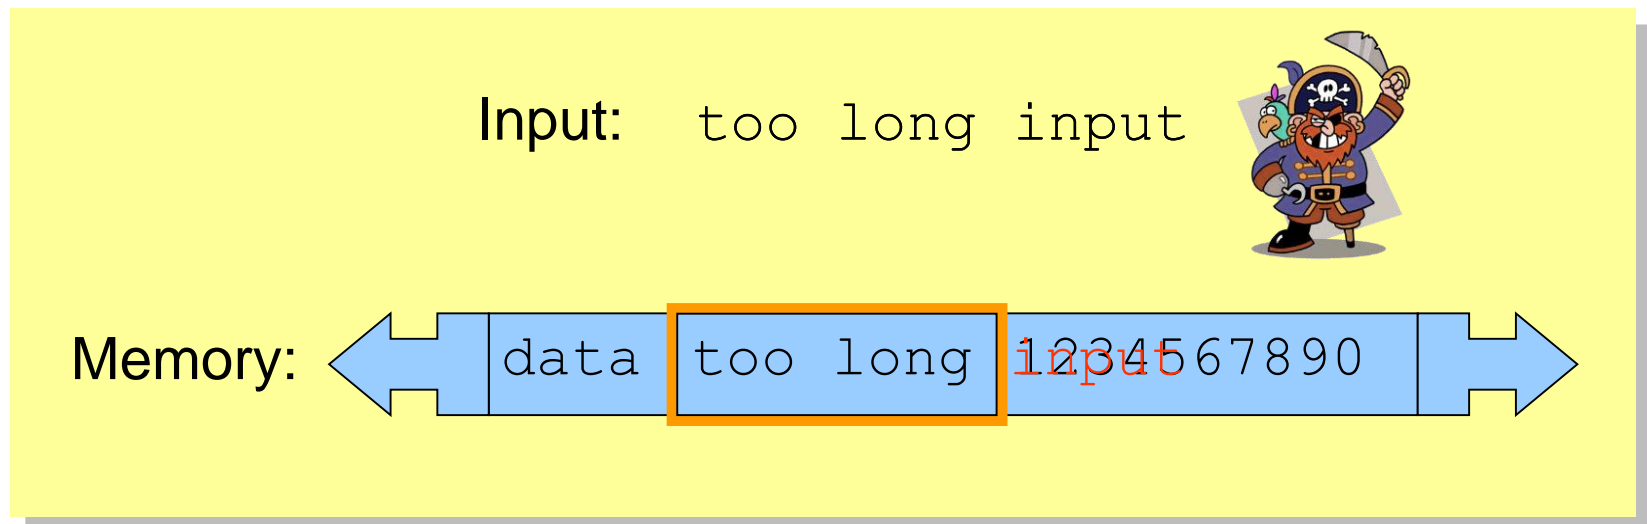 Input: too long input
Memory: data too long input 1234567890